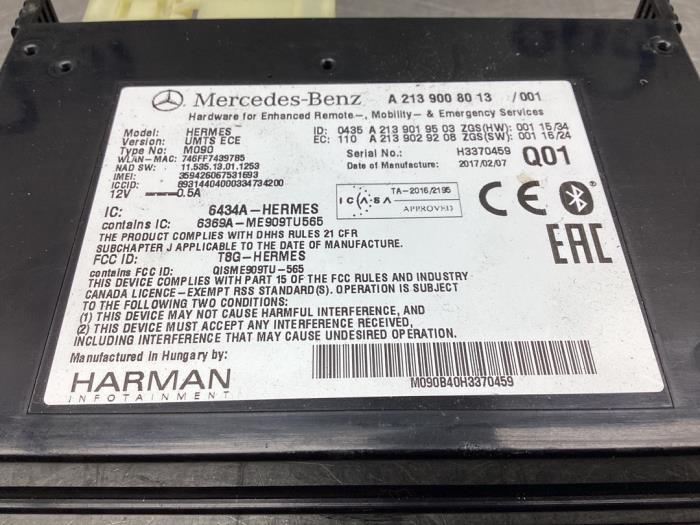 Mercedes-Benz A 213 900 80 13 /001
Hardware for Enhanced Remote-, Mobility- & Emergency Services
Model: HERMES ID: 0435 A 213 901 95 03 ZGS(HW): 001 15/34
Version: UMTS ECE EC: 110 A 213 902 92 08 ZGS(SW): 001 15/24
Type No: M090
WLAN-MAC: 746FF7439785 Serial No.: H3370459
NAD SW: 11.535.13.01.1253 Date of Manufacture: 2017/02/07 Q01
IMEI: 359426067531693
ICCID: 89314404000334734200
12V 0.5A
ICASA TA-2016/2195 APPROVED
CE
IC: 6434A-HERMES
contains IC: 6369A-ME909TU565
THE PRODUCT COMPLIES WITH DHHS RULES 21 CFR
SUBCHAPTER J APPLICABLE TO THE DATE OF MANUFACTURE
FCC ID: T8G-HERMES
contains FCC ID: QISME909TU-565
THIS DEVICE COMPLIES WITH PART 15 OF THE FCC RULES AND INDUSTRY
CANADA LICENCE-EXEMPT RSS STANDARD(S). OPERATION IS SUBJECT
TO THE FOLLOWING TWO CONDITIONS:
(1) THIS DEVICE MAY NOT CAUSE HARMFUL INTERFERENCE, AND
(2) THIS DEVICE MUST ACCEPT ANY INTERFERENCE RECEIVED,
INCLUDING INTERFERENCE THAT MAY CAUSE UNDESIRED OPERATION.
EAC
Manufactured in Hungary by:
HARMAN
INFOTAINMENT
M090B40H3370459